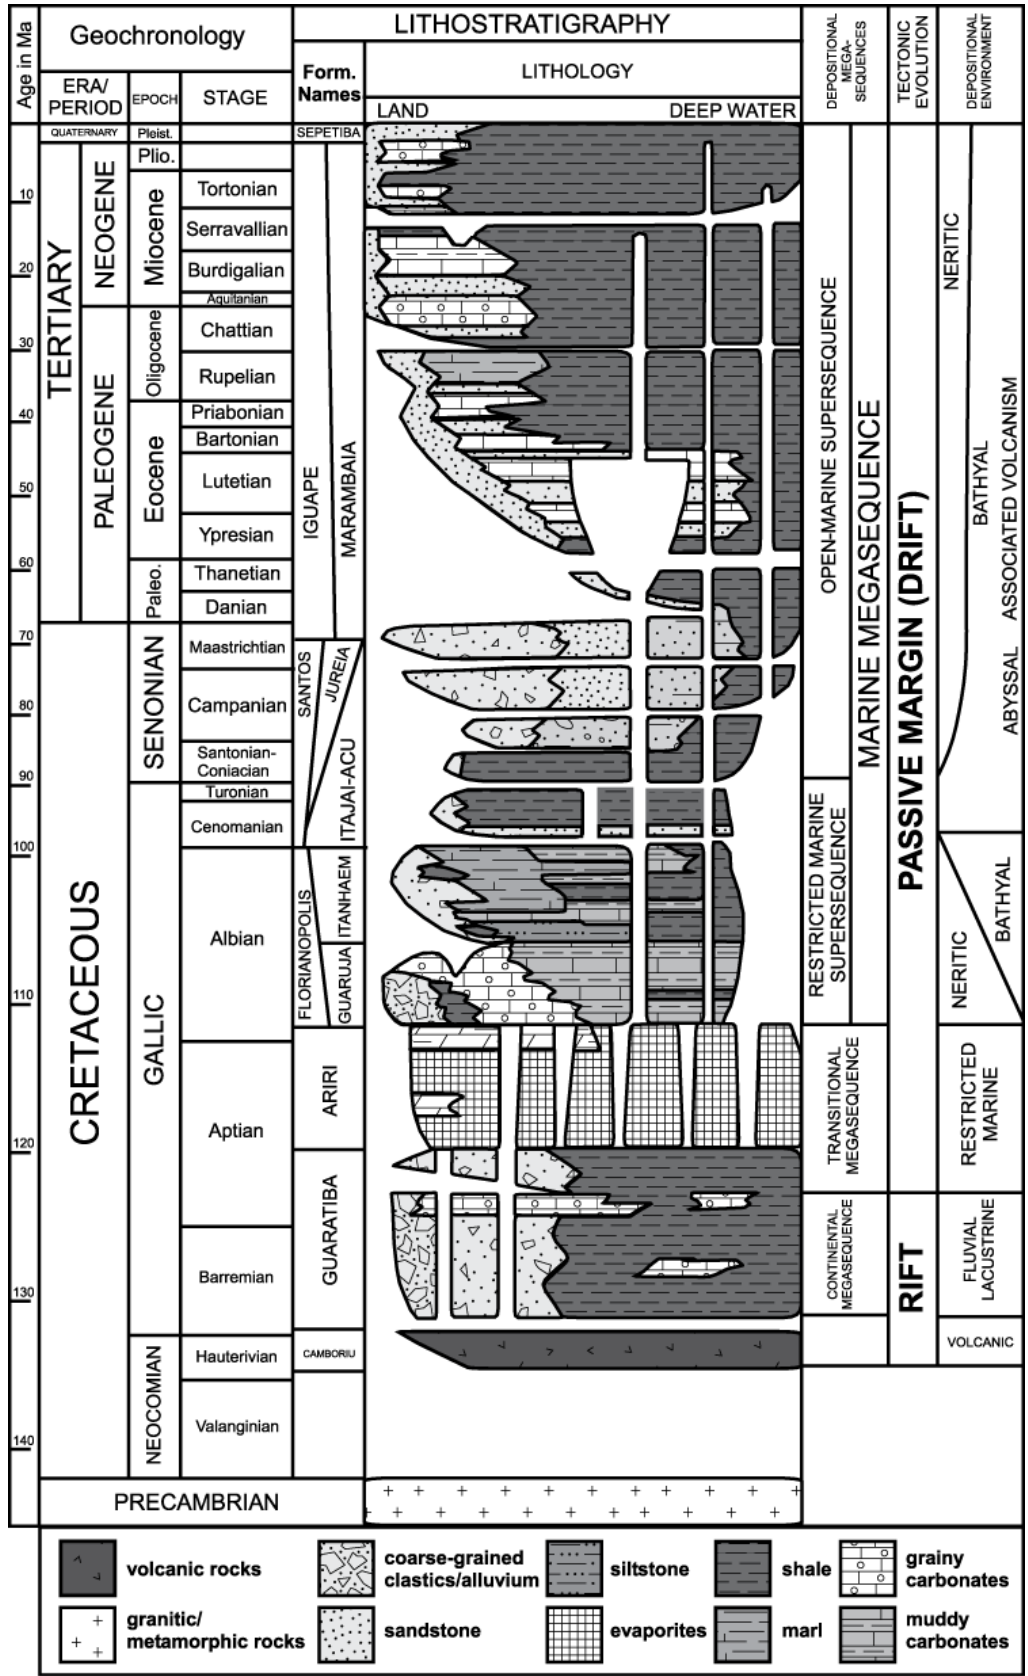 Age in Ma
Geochronology
LITHOSTRATIGRAPHY
DEPOSITIONAL
MEGA-
SEQUENCES
TECTONIC
EVOLUTION
DEPOSITIONAL
ENVIRONMENT
ERA/
PERIOD
EPOCH
STAGE
Form.
Names
LITHOLOGY
LAND
DEEP WATER
QUATERNARY
Pleist.
SEPETIBA
TERTIARY
NEOGENE
PALEOGENE
Plio.
Miocene
Oligocene
Eocene
Paleo.
Tortonian
Serravallian
Burdigalian
Aquitanian
Chattian
Rupelian
Priabonian
Bartonian
Lutetian
Ypresian
Thanetian
Danian
IGUAPE
MARAMBAIA
10
20
30
40
50
60
70
80
90
100
110
120
130
140
CRETACEOUS
SENONIAN
GALLIC
NEOCOMIAN
Maastrichtian
Campanian
Santonian-
Coniacian
Turonian
Cenomanian
Albian
Aptian
Barremian
Hauterivian
Valanginian
SANTOS
JUREIA
ITAJAI-ACU
FLORIANOPOLIS
ITANHAEM
GUARUJA
ARIRI
GUARATIBA
CAMBORIU
PRECAMBRIAN
OPEN-MARINE SUPERSEQUENCE
RESTRICTED MARINE
SUPERSEQUENCE
MARINE MEGASEQUENCE
TRANSITIONAL
MEGASEQUENCE
CONTINENTAL
MEGASEQUENCE
PASSIVE MARGIN (DRIFT)
RIFT
NERITIC
BATHYAL
ABYSSAL
ASSOCIATED VOLCANISM
NERITIC
BATHYAL
RESTRICTED
MARINE
FLUVIAL
LACUSTRINE
VOLCANIC
volcanic rocks
coarse-grained
clastics/alluvium
siltstone
shale
grainy
carbonates
granitic/
metamorphic rocks
sandstone
evaporites
marl
muddy
carbonates